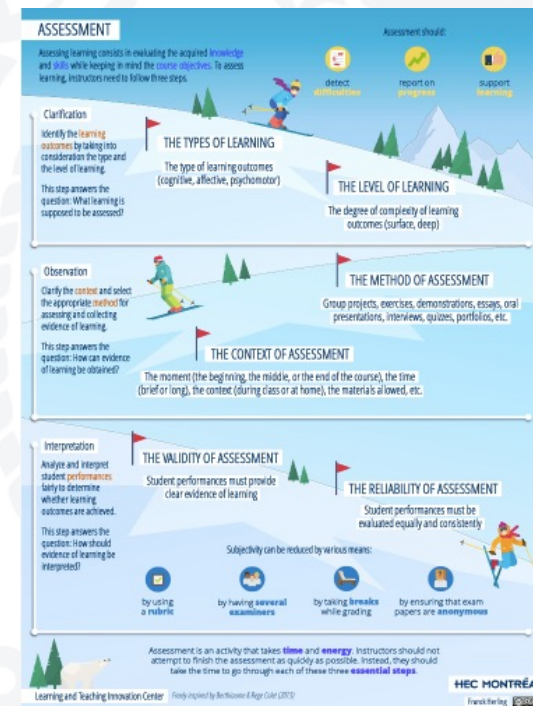 ASSESSMENT
Assessing learning consists in evaluating the acquired knowledge
and skills while keeping in mind the course objectives. To assess
learning, instructors need to follow three steps.
Assessment should:
detect
difficulties
report on
progress
support
learning
Clarification
Identify the learning
outcomes by taking into
consideration the type and
the level of learning.
This step answers the
question: What learning is
supposed to be assessed?
THE TYPES OF LEARNING
The type of learning outcomes
(cognitive, affective, psychomotor)
THE LEVEL OF LEARNING
The degree of complexity of learning
outcomes (surface, deep)
Observation
Clarify the context and select
the appropriate method for
assessing and collecting
evidence of learning.
This step answers the
question: How can evidence
of learning be obtained?
THE METHOD OF ASSESSMENT
Group projects, exercises, demonstrations, essays, oral
presentations, interviews, quizzes, portfolios, etc.
THE CONTEXT OF ASSESSMENT
The moment (the beginning, the middle, or the end of the course), the time
(brief or long), the context (during class or at home), the materials allowed, etc.
Interpretation
Analyze and interpret
student performances
fairly to determine
whether learning
outcomes are achieved.
This step answers the
question: How should
evidence of learning be
interpreted?
THE VALIDITY OF ASSESSMENT
Student performances must provide
clear evidence of learning
THE RELIABILITY OF ASSESSMENT
Student performances must be
evaluated equally and consistently
Subjectivity can be reduced by various means:
by using
a rubric
by having several
examiners
by taking breaks
while grading
by ensuring that exam
papers are anonymous
Assessment is an activity that takes time and energy. Instructors should not
attempt to finish the assessment as quickly as possible. Instead, they should
take the time to go through each of these three essential steps.
HEC MONTRÉA
Learning and Teaching Innovation Center
Freely inspired by Berthiaume & Rege Colet (2013)
Franck Herling